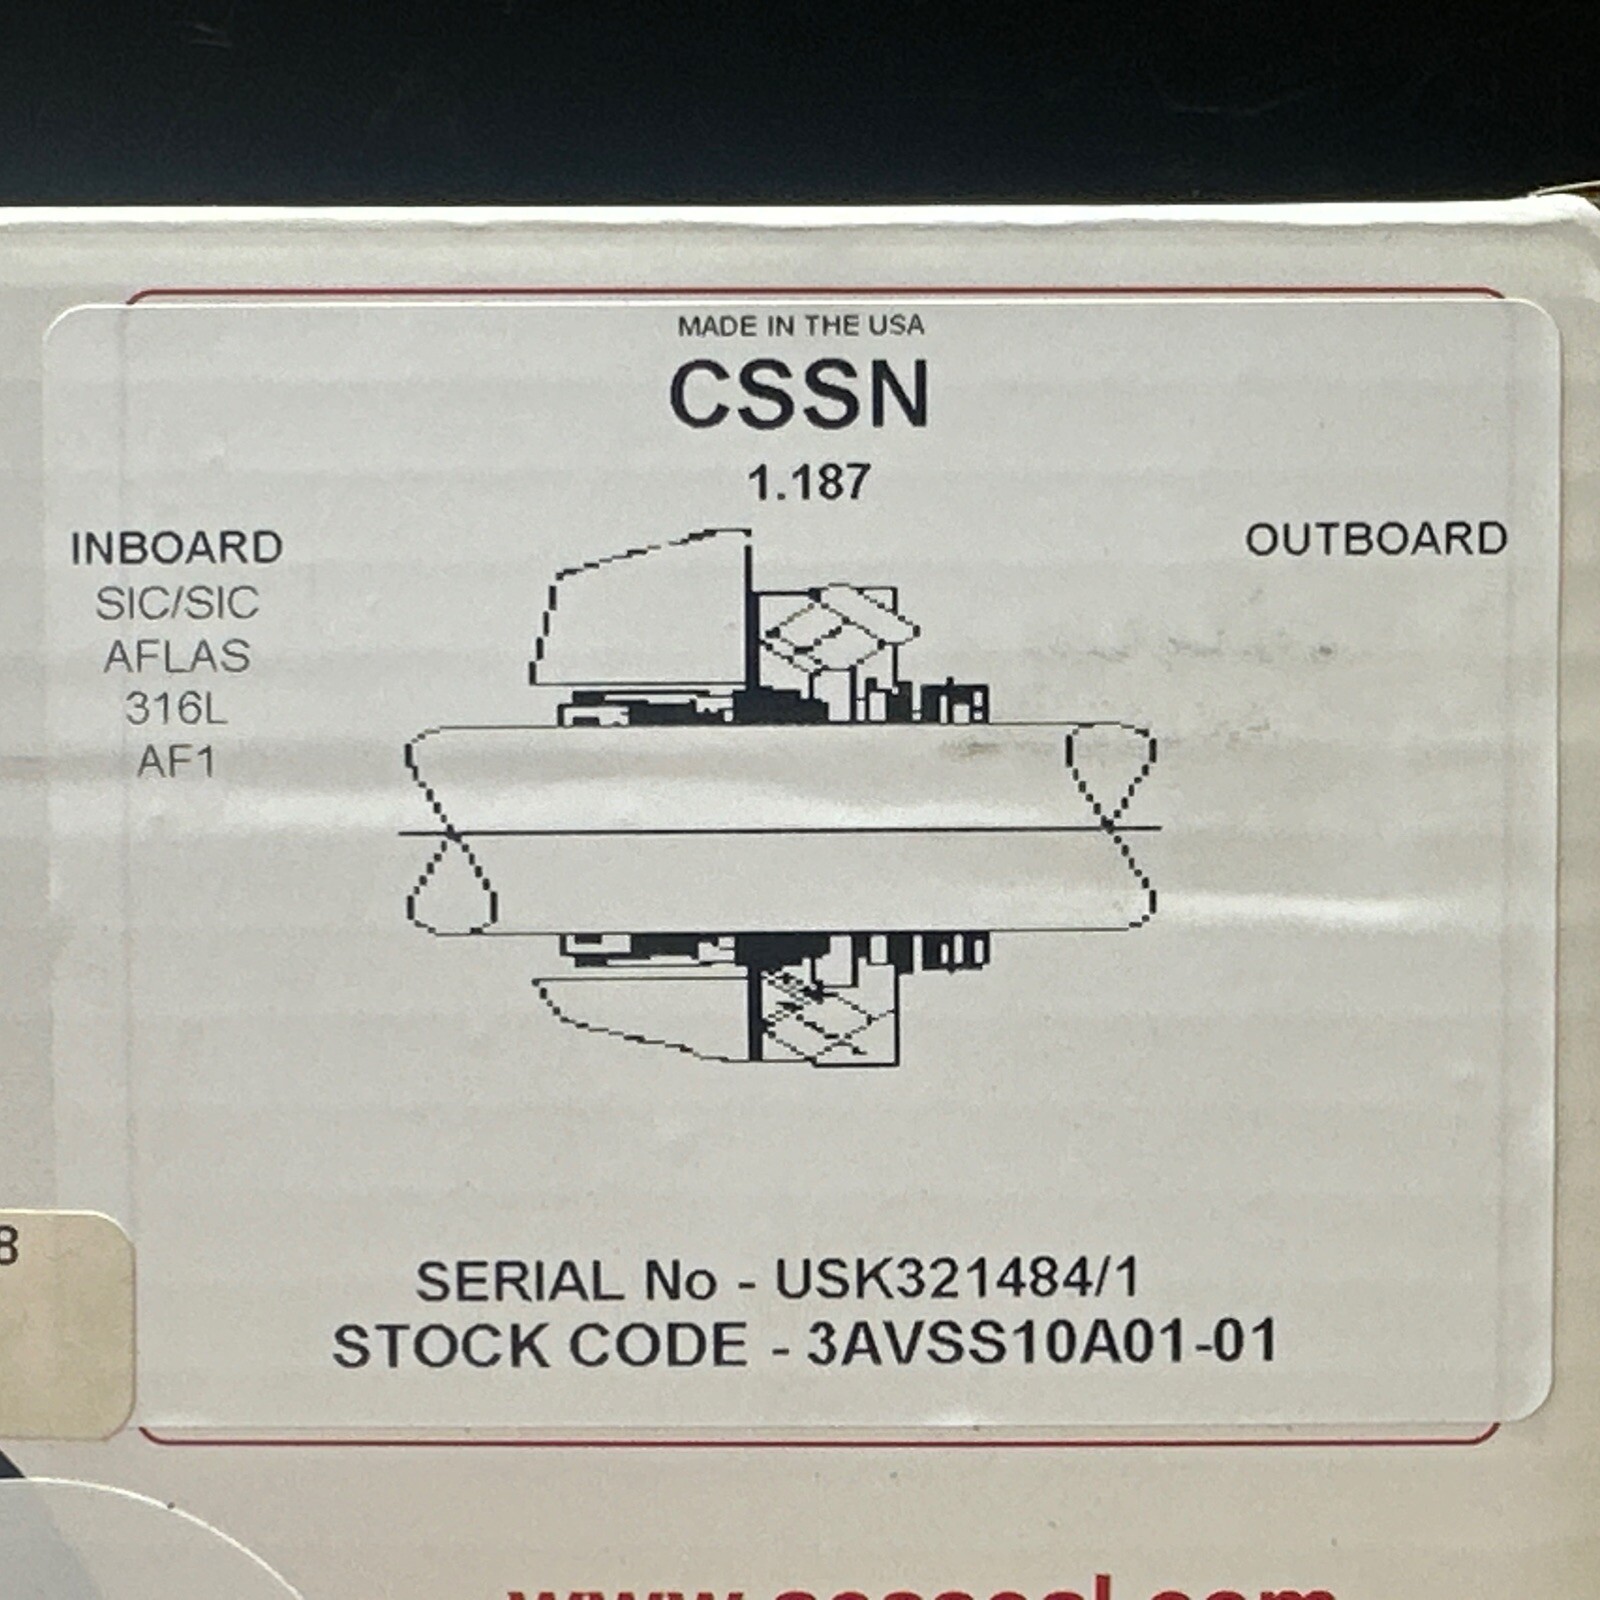 MADE IN THE USA
CSSN
1.187
INBOARD
SIC/SIC
AFLAS
316L
AF1
OUTBOARD
SERIAL No - USK321484/1
STOCK CODE - 3AVSS10A01-01
8